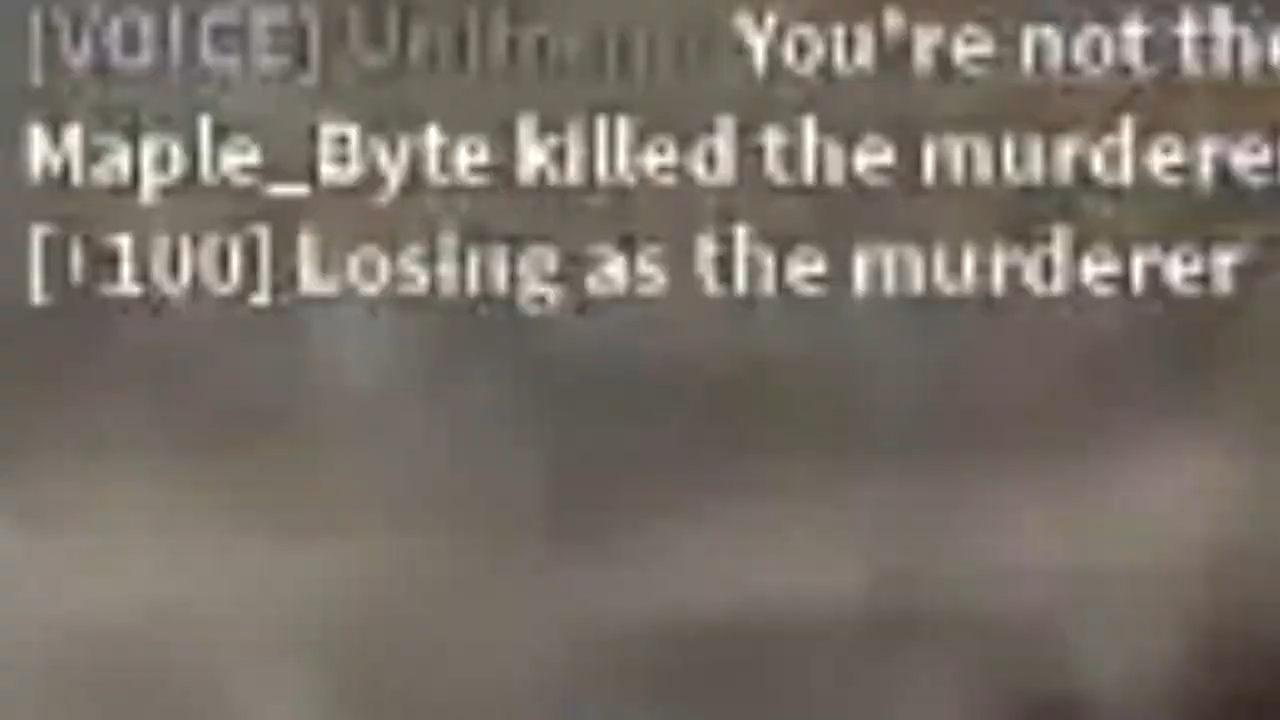 [VOICE] You're not the
Maple_Byte killed the murderer
[+100] Losing as the murderer